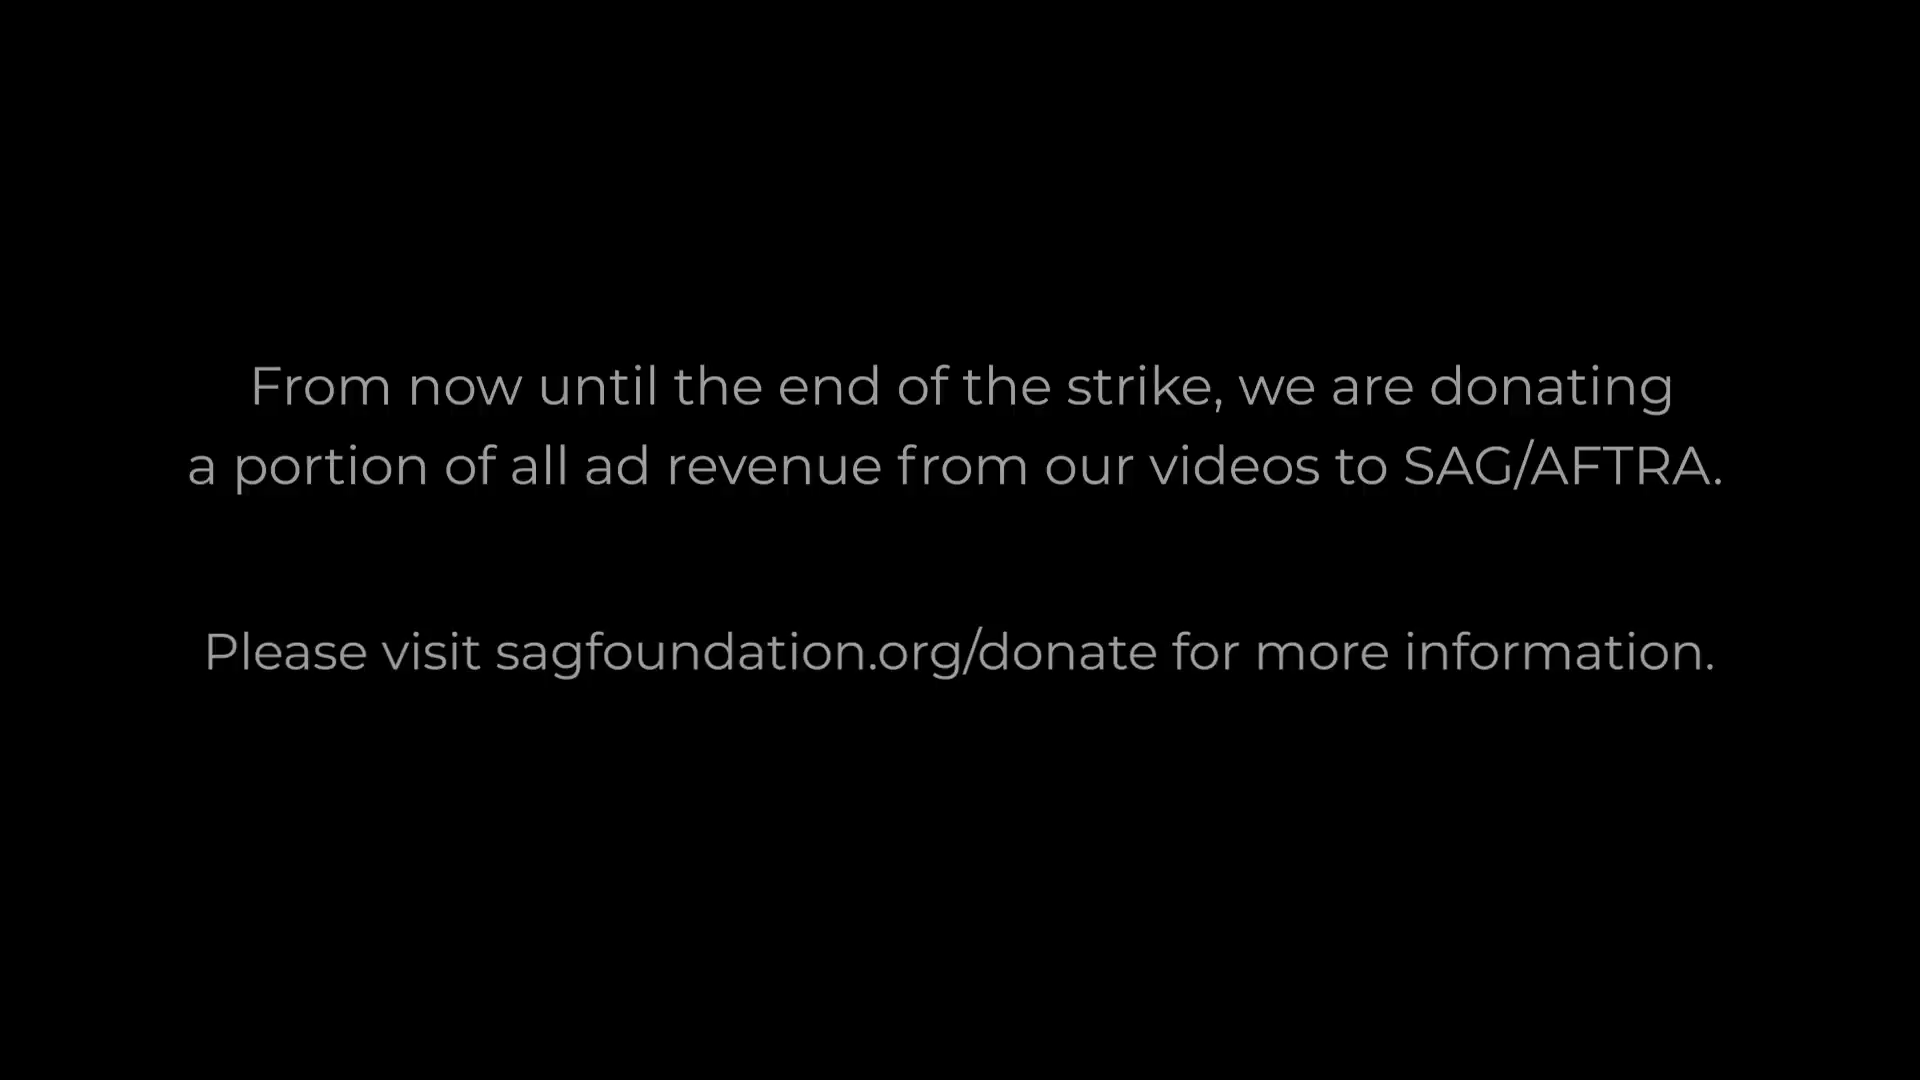 From now until the end of the strike, we are donating
a portion of all ad revenue from our videos to SAG/AFTRA.
Please visit sagfoundation.org/donate for more information.